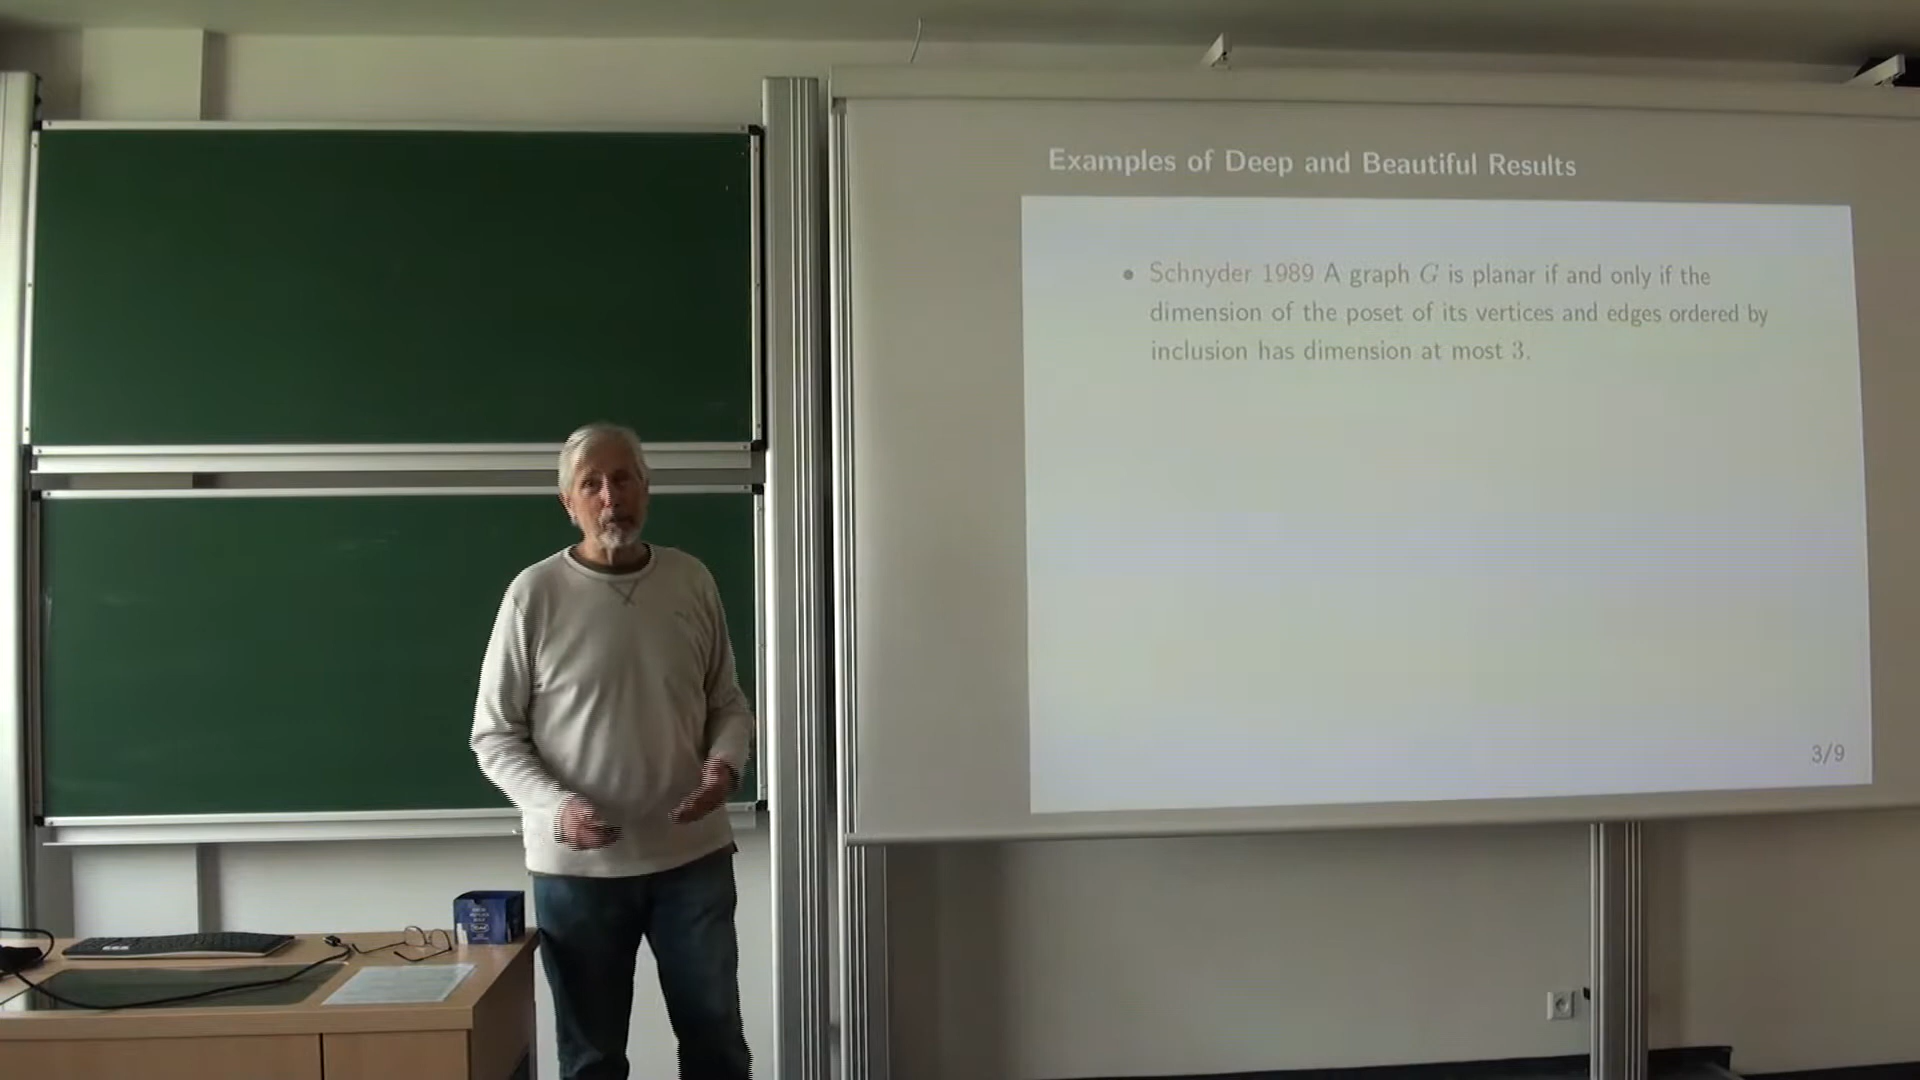 Examples of Deep and Beautiful Results
• Schnyder 1989 A graph G is planar if and only if the
dimension of the poset of its vertices and edges ordered by
inclusion has dimension at most 3.
3/9